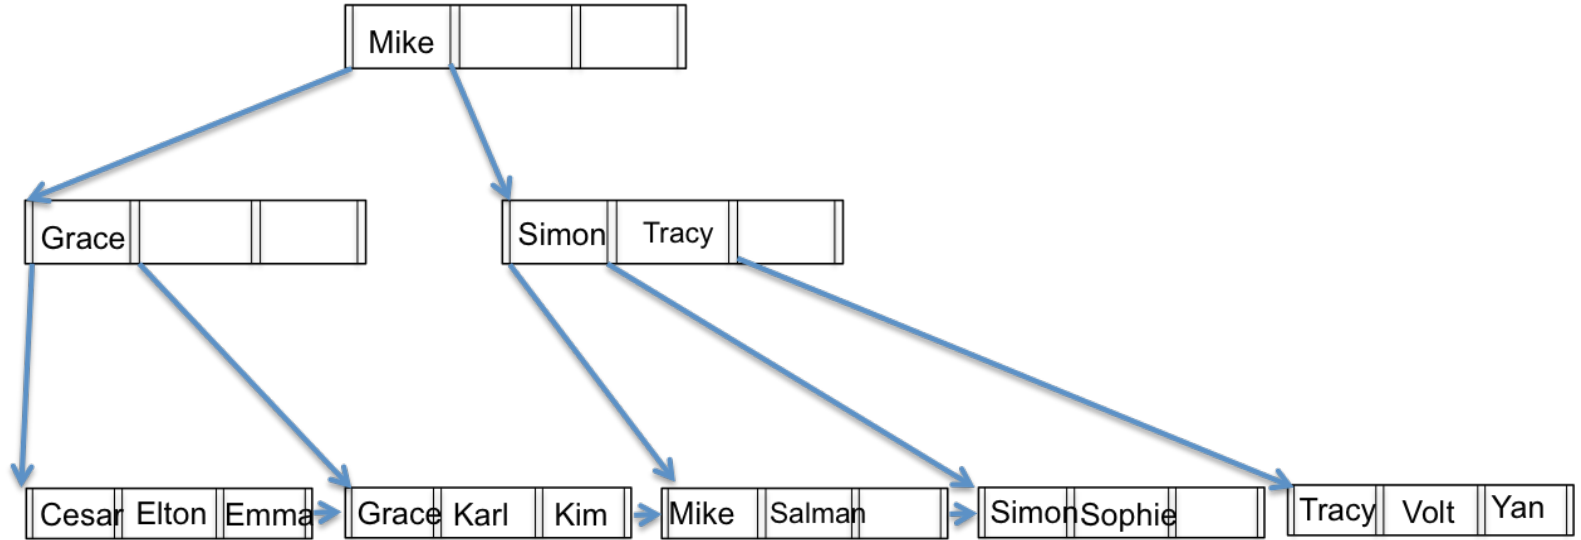 Mike
Grace
Simon Tracy
Cesar Elton Emma Grace Karl Kim Mike Salman Simon Sophie Tracy Volt Yan